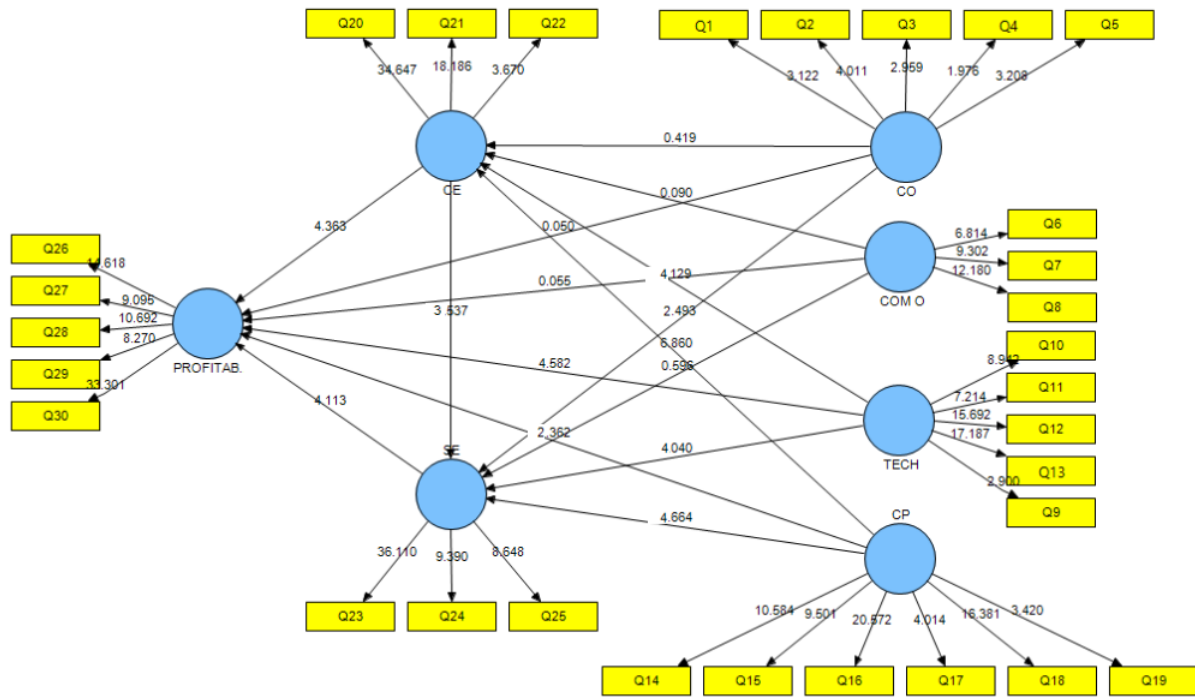 Q20 Q21 Q22
Q1 Q2 Q3 Q4 Q5
34.647 18.186 3.670
3.122 4.011 2.959 1.976 3.208
CE
CO
0.419
0.090
0.050
4.363
Q6
6.814
Q7
9.302
Q8
12.180
COM O
Q26
14.618
Q27
9.095
Q28
10.692
Q29
8.270
Q30
33.301
PROFITAB.
0.055
4.129
3.537
2.493
6.860
0.596
4.582
4.113
2.362
4.040
4.664
SE
Q10
8.942
Q11
7.214
Q12
15.692
Q13
17.187
Q9
2.900
TECH
CP
36.110 9.390 8.648
Q23 Q24 Q25
10.584 9.501 20.572 4.014 16.381 3.420
Q14 Q15 Q16 Q17 Q18 Q19